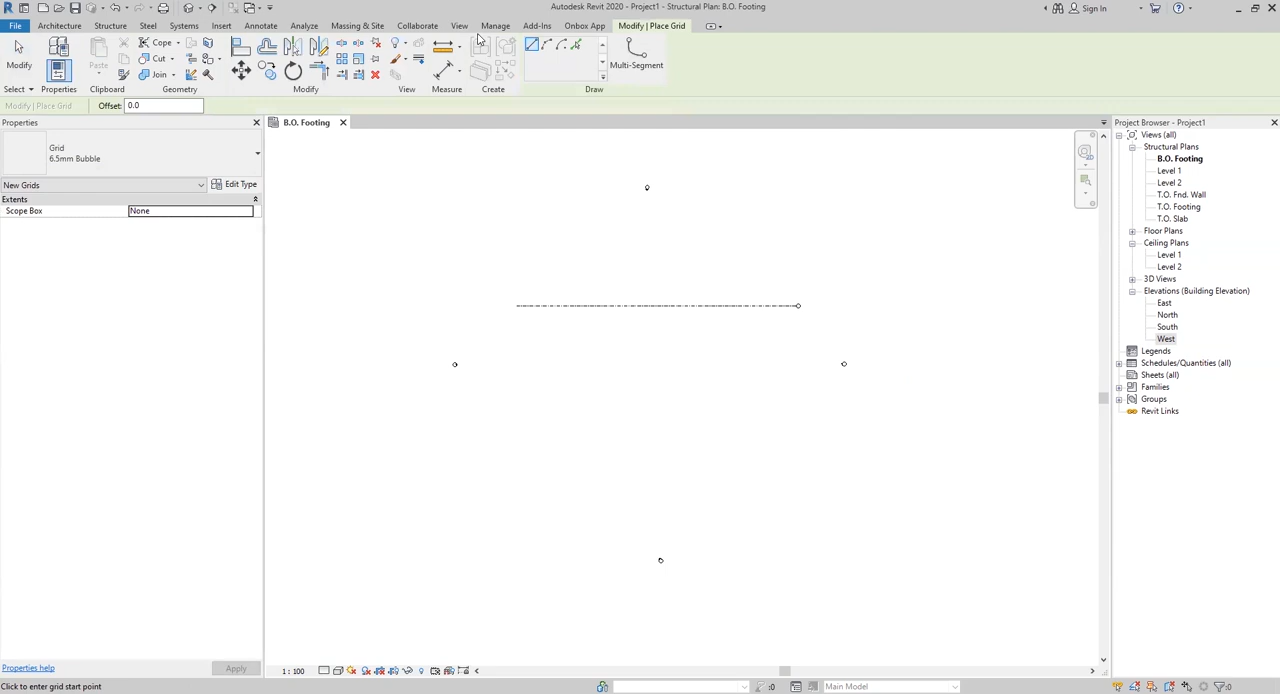 Autodesk Revit 2020 - Project1 - Structural Plan: B.O. Footing
Sign In
File Architecture Structure Steel Systems Insert Annotate Analyze Massing & Site Collaborate View Manage Add-Ins Onbox App Modify | Place Grid
Modify
Paste
Cope
Cut
Join
Multi-Segment
Select Properties Clipboard Geometry Modify View Measure Create Draw
Modify | Place Grid Offset: 0.0
Properties
Grid
6.5mm Bubble
New Grids Edit Type
Extents
Scope Box None
Properties help Apply
B.O. Footing
2D
1 : 100
Project Browser - Project1
Views (all)
Structural Plans
B.O. Footing
Level 1
Level 2
T.O. Fnd. Wall
T.O. Footing
T.O. Slab
Floor Plans
Ceiling Plans
Level 1
Level 2
3D Views
Elevations (Building Elevation)
East
North
South
West
Legends
Schedules/Quantities (all)
Sheets (all)
Families
Groups
Revit Links
Click to enter grid start point :0 Main Model :0